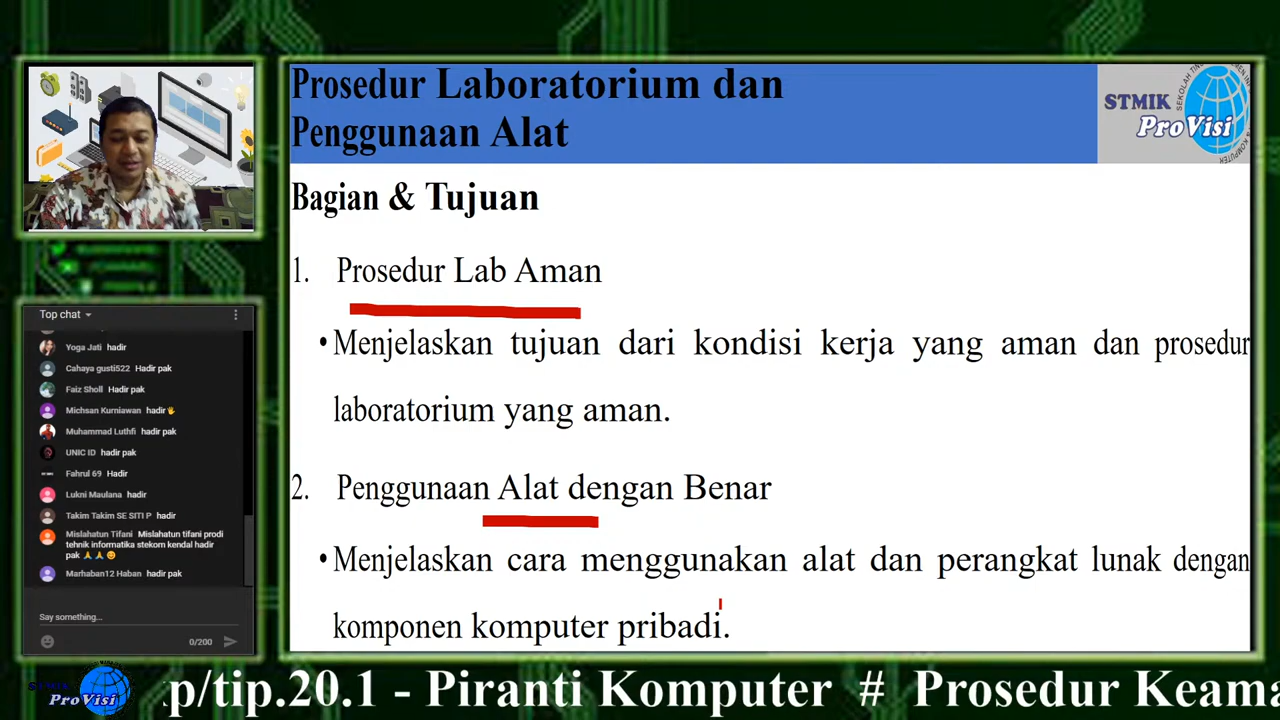 Prosedur Laboratorium dan
Penggunaan Alat
STMIK
ProVisi
Bagian & Tujuan
1. Prosedur Lab Aman
•Menjelaskan tujuan dari kondisi kerja yang aman dan prosedur
laboratorium yang aman.
2. Penggunaan Alat dengan Benar
•Menjelaskan cara menggunakan alat dan perangkat lunak dengan
komponen komputer pribadi.
Top chat
Yoga Jati hadir
Cahaya gusti522 Hadir pak
Faiz Sholl Hadir pak
Michsan Kurniawan hadir🖐
Muhammad Luthfi hadir pak
UNIC ID hadir pak
Fahrul 69 Hadir
Lukni Maulana hadir
Takim Takim SE SITI P hadir
Mislahatun Tifani Mislahatun tifani prodi
tehnik informatika stekom kendal hadir
pak 🙏🙏😊
Marhaban12 Haban hadir pak
Say something...
0/200
STMIK
ProVisi
p/tip.20.1 - Piranti Komputer # Prosedur Keama